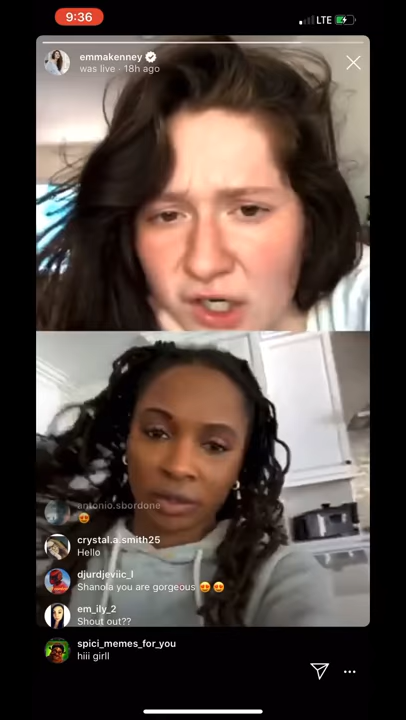 9:36
LTE
emmakenney
was live · 18h ago
antonio.sbordone
😍
crystal.a.smith25
Hello
djurdjeviic_l
Shanola you are gorgeous 😍😍
em_ily_2
Shout out??
spici_memes_for_you
hiii girll